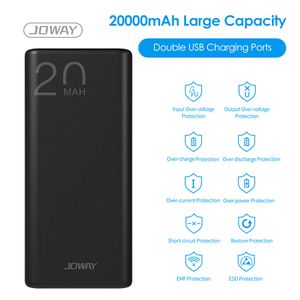 JOWAY
20000mAh Large Capacity
Double USB Charging Ports
20
MAH
Input Over-voltage
Protection
Output Over-voltage
Protection
Over-charge Protection
Over-discharge Protection
Over-current Protection
Over-power Protection
Short-circuit Protection
Restore Protection
EMF Protection
ESD Protection
JOWAY